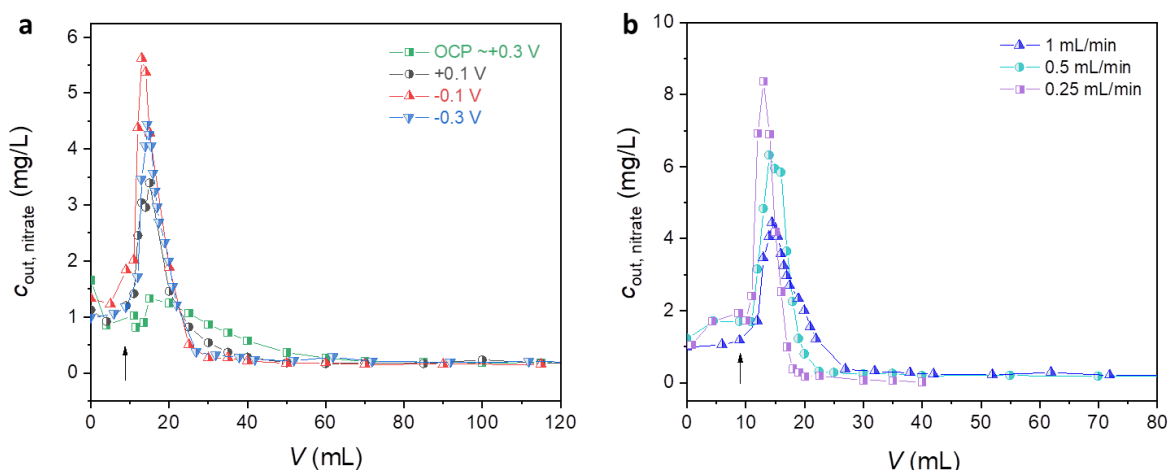 a
OCP ~+0.3 V
+0.1 V
-0.1 V
-0.3 V
6
5
4
3
2
1
0
0 20 40 60 80 100 120
c out, nitrate (mg/L)
V (mL)
b
1 mL/min
0.5 mL/min
0.25 mL/min
10
8
6
4
2
0
0 10 20 30 40 50 60 70 80
c out, nitrate (mg/L)
V (mL)